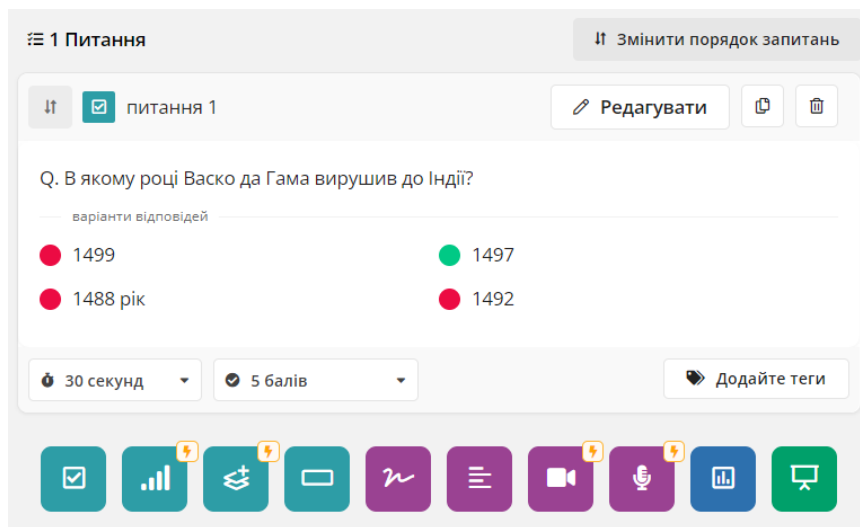 1 Питання
Змінити порядок запитань
питання 1
Редагувати
Q. В якому році Васко да Гама вирушив до Індії?
варіанти відповідей
1499
1497
1488 рік
1492
30 секунд
5 балів
Додайте теги